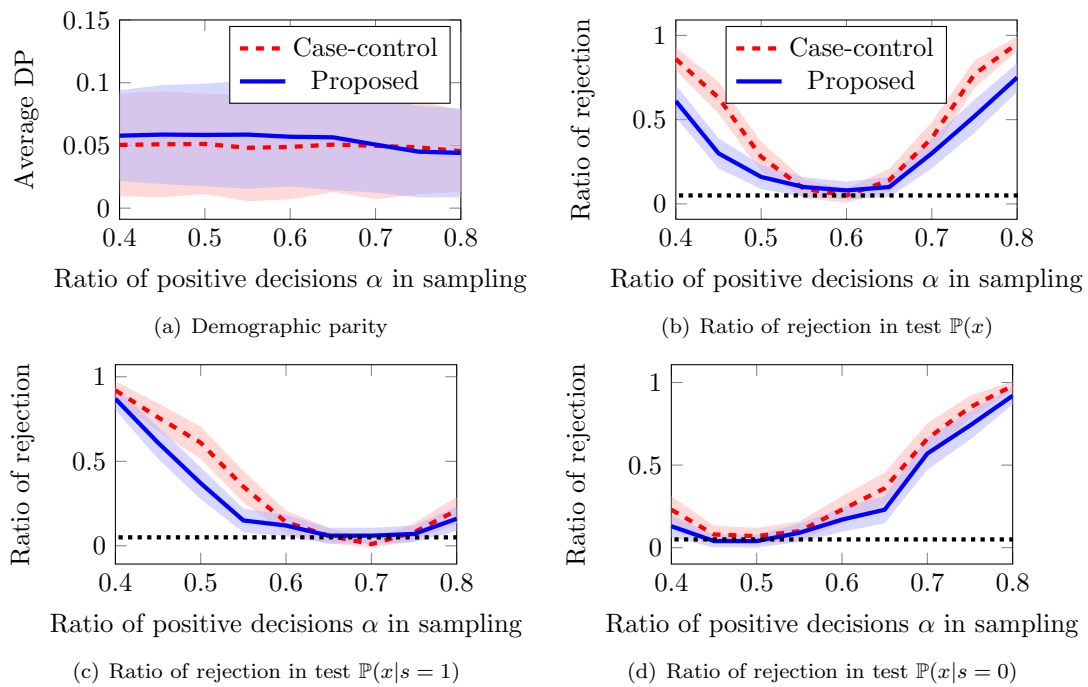 Average DP
0.15
0.1
0.05
0
Case-control
Proposed
0.4
0.5
0.6
0.7
0.8
Ratio of positive decisions α in sampling
(a) Demographic parity
Ratio of rejection
1
0.5
0
Case-control
Proposed
0.4
0.5
0.6
0.7
0.8
Ratio of positive decisions α in sampling
(b) Ratio of rejection in test ℙ(x)
Ratio of rejection
1
0.5
0
0.4
0.5
0.6
0.7
0.8
Ratio of positive decisions α in sampling
(c) Ratio of rejection in test ℙ(x|s = 1)
Ratio of rejection
1
0.5
0
0.4
0.5
0.6
0.7
0.8
Ratio of positive decisions α in sampling
(d) Ratio of rejection in test ℙ(x|s = 0)